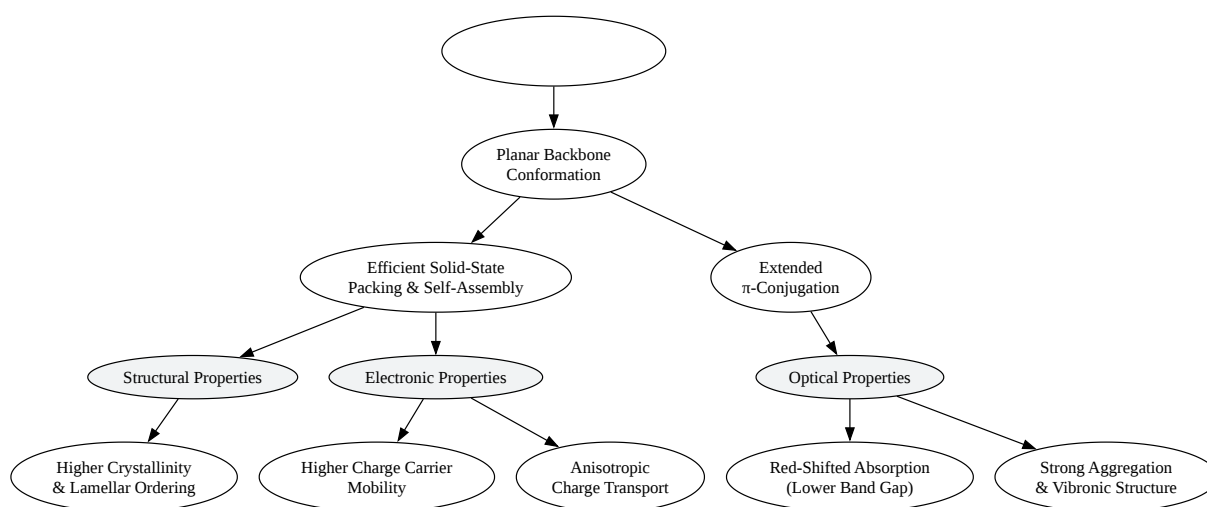 Planar Backbone
Conformation
Efficient Solid-State
Packing & Self-Assembly
Extended
π-Conjugation
Structural Properties
Electronic Properties
Optical Properties
Higher Crystallinity
& Lamellar Ordering
Higher Charge Carrier
Mobility
Anisotropic
Charge Transport
Red-Shifted Absorption
(Lower Band Gap)
Strong Aggregation
& Vibronic Structure